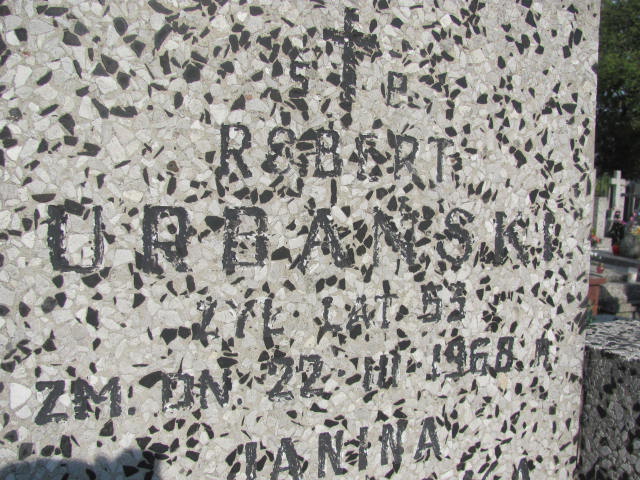 Ś P.
ROBERT
URBAŃSKI
ŻYŁ LAT 53
ZM. DN. 22 III 1968 R
JANINA